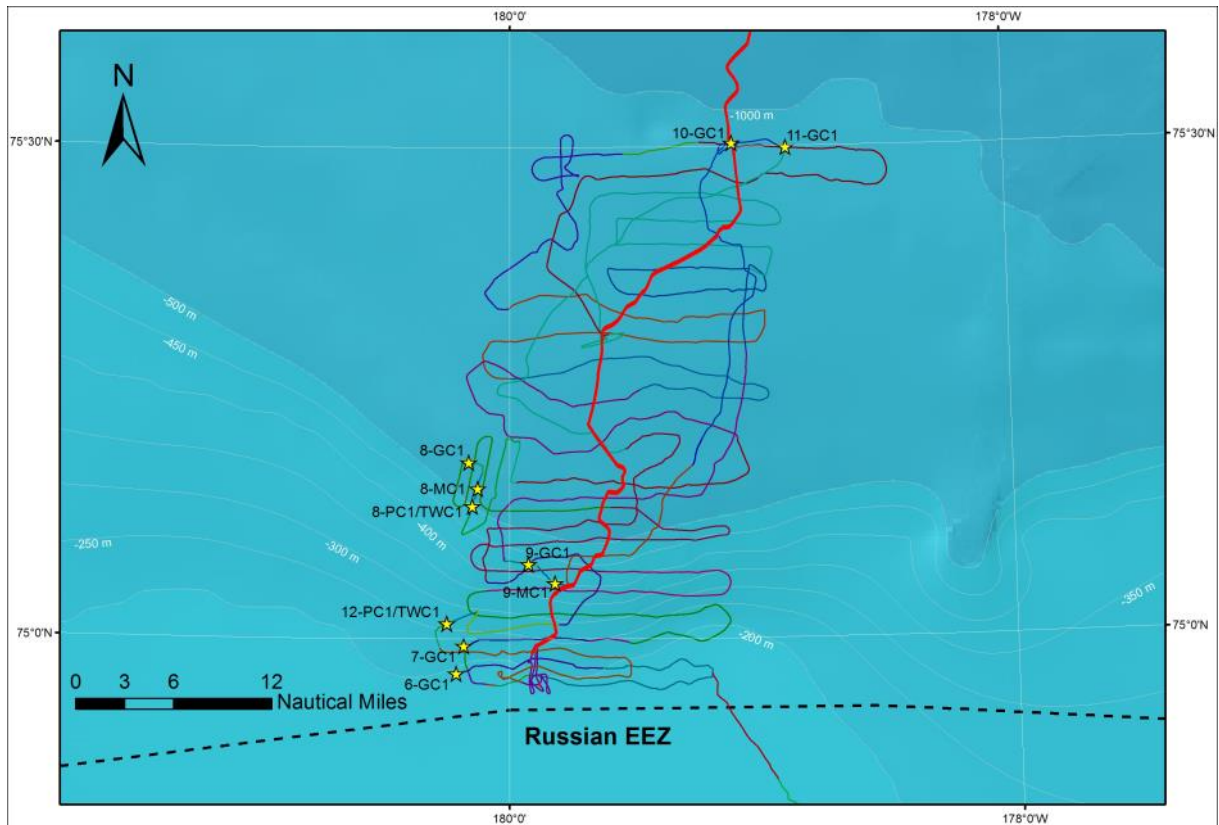 180°0'
178°0'W
N
75°30'N
-1000 m
10-GC1
11-GC1
75°30'N
-500 m
-450 m
8-GC1
8-MC1
8-PC1/TWC1
-400 m
-250 m
-300 m
9-GC1
9-MC1
-350 m
12-PC1/TWC1
75°0'N
-200 m
75°0'N
7-GC1
6-GC1
0 3 6 12
Nautical Miles
Russian EEZ
180°0'
178°0'W